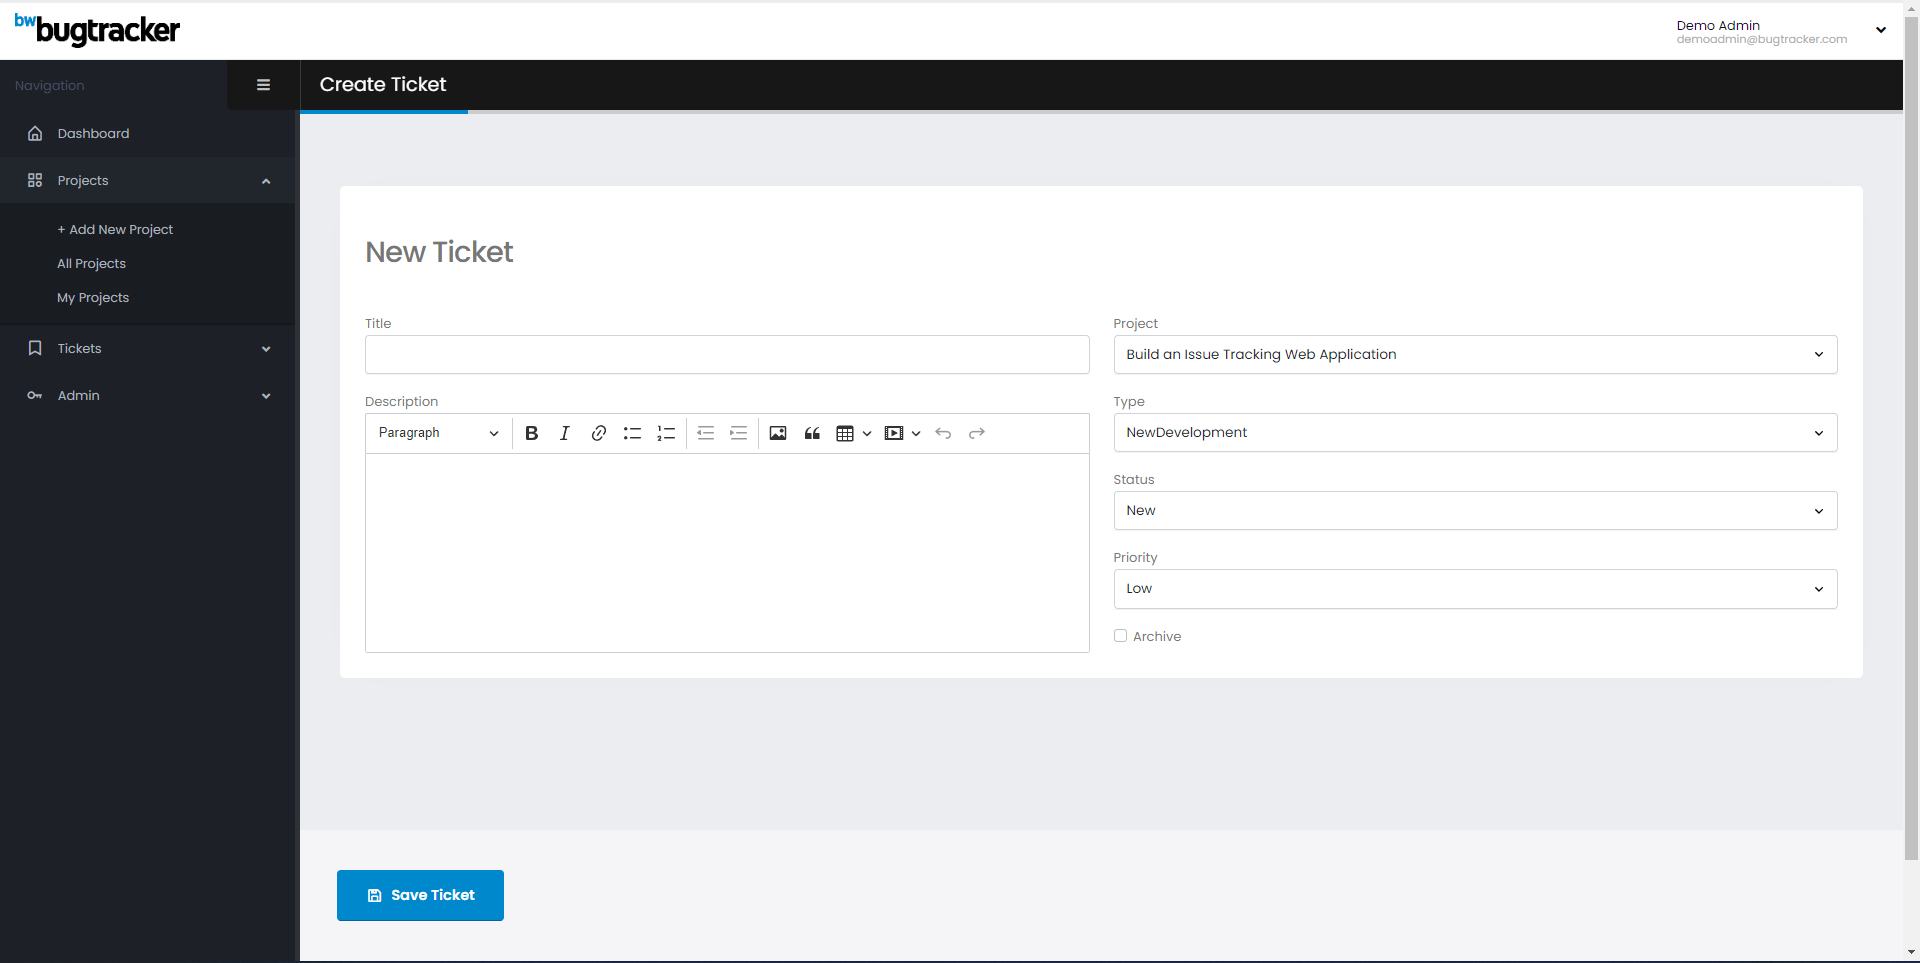 bwbugtracker
Demo Admin
demoadmin@bugtracker.com
Navigation
Create Ticket
Dashboard
Projects
+ Add New Project
All Projects
My Projects
Tickets
Admin
New Ticket
Title
Description
Paragraph
Project
Build an Issue Tracking Web Application
Type
NewDevelopment
Status
New
Priority
Low
Archive
Save Ticket